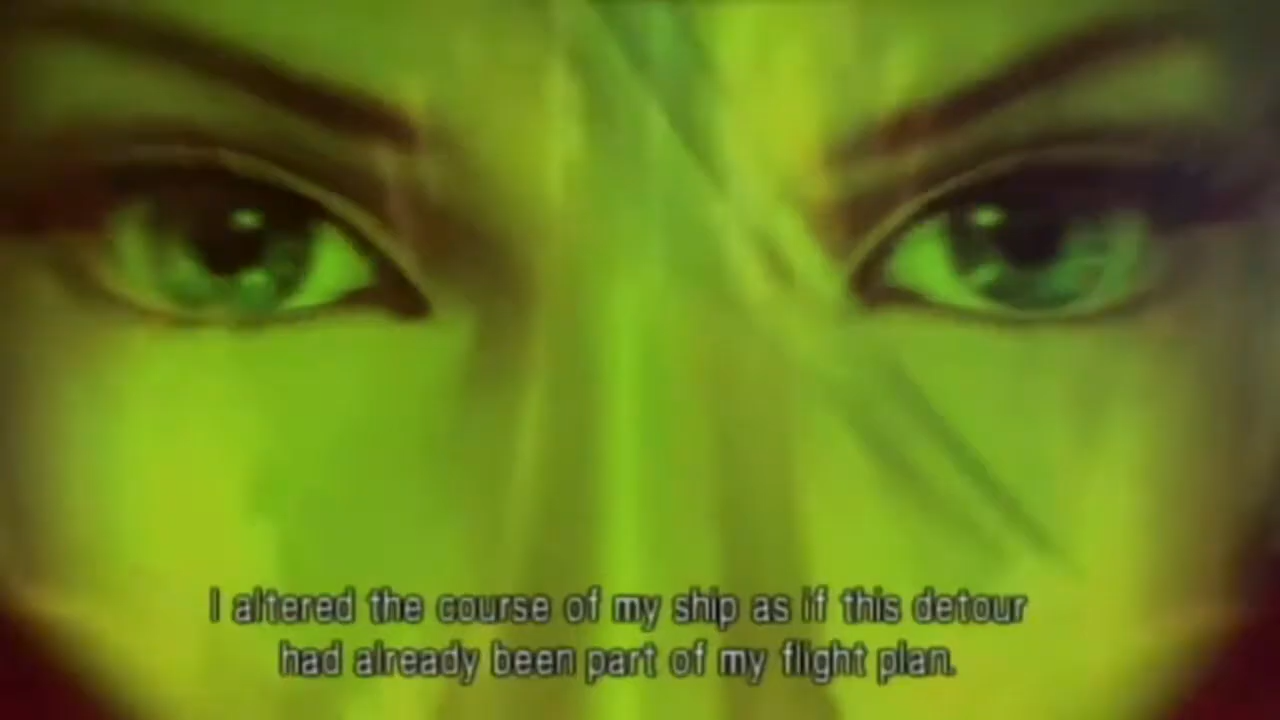 I altered the course of my ship as if this detour
had already been part of my flight plan.